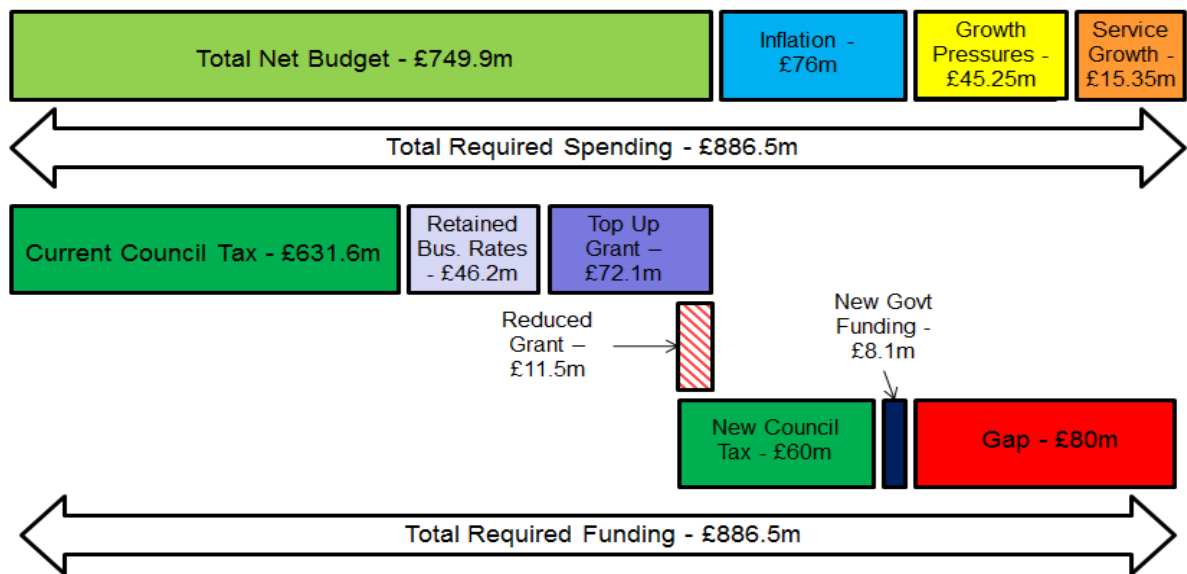 Total Net Budget - £749.9m
Inflation -
£76m
Growth
Pressures -
£45.25m
Service
Growth -
£15.35m
Total Required Spending - £886.5m
Current Council Tax - £631.6m
Retained
Bus. Rates
- £46.2m
Top Up
Grant –
£72.1m
Reduced
Grant –
£11.5m
New Govt
Funding -
£8.1m
New Council
Tax - £60m
Gap - £80m
Total Required Funding - £886.5m